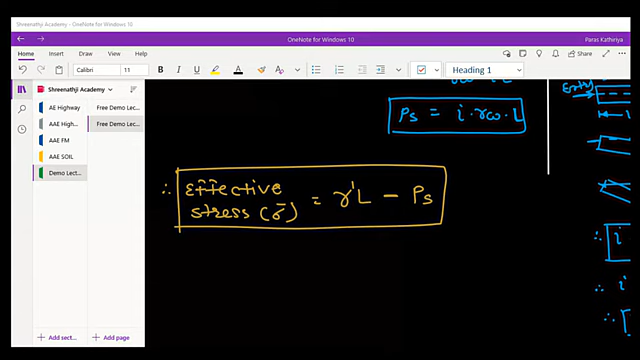 Shreenathji Academy
OneNote for Windows 10
Paras Kathiriya
Home Insert Draw View Help
Calibri 11 B I U A Heading 1
Shreenathji Academy
AE Highway
AAE High...
AAE FM
AAE SOIL
Demo Lect...
Free Demo Lec...
Free Demo Lec...
Add sect...
Add page
Ps = i·γω·L
Entry
∴ Effective stress (σ̄) = γ'L − Ps
∴ i
∴ i
∴